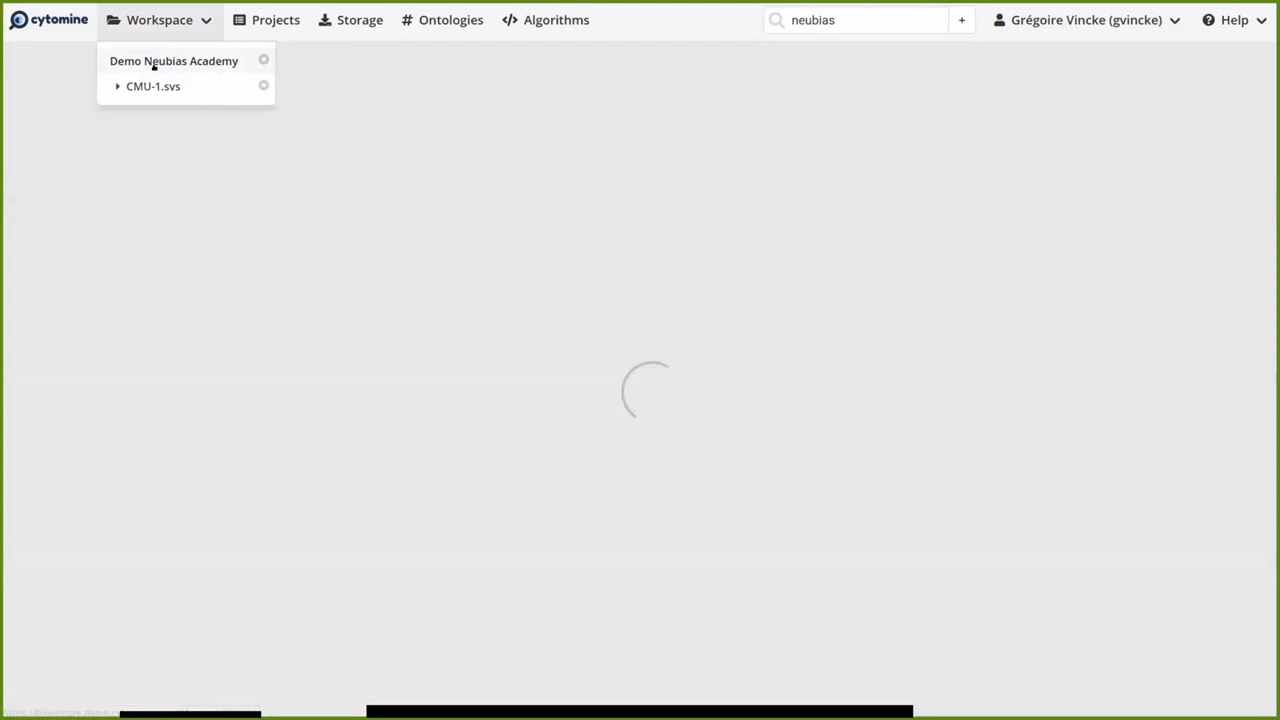 cytomine Workspace Projects Storage Ontologies Algorithms neubias + Grégoire Vincke (gvincke) Help
Demo Neubias Academy
CMU-1.svs